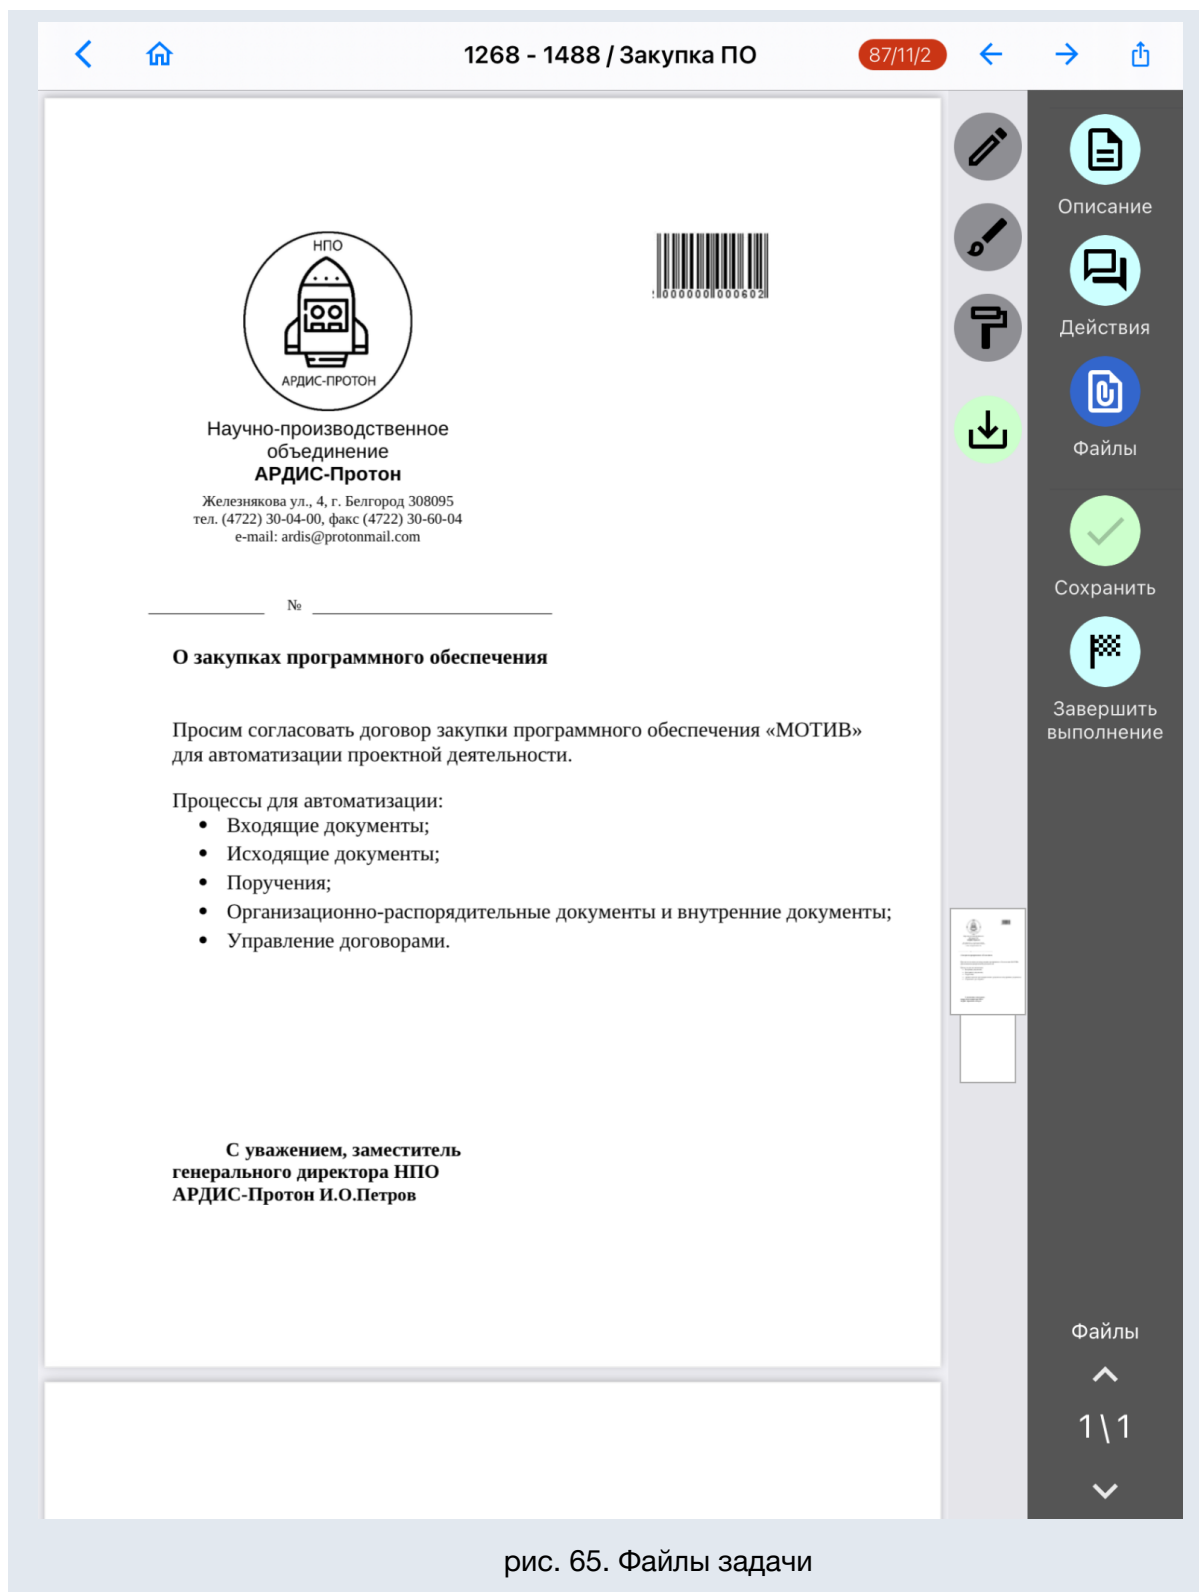 1268 - 1488 / Закупка ПО
87/11/2
НПО
АРДИС-ПРОТОН
000000 000602
Научно-производственное
объединение
АРДИС-Протон
Железнякова ул., 4, г. Белгород 308095
тел. (4722) 30-04-00, факс (4722) 30-60-04
e-mail: ardis@protonmail.com
№
О закупках программного обеспечения
Просим согласовать договор закупки программного обеспечения «МОТИВ»
для автоматизации проектной деятельности.
Процессы для автоматизации:
• Входящие документы;
• Исходящие документы;
• Поручения;
• Организационно-распорядительные документы и внутренние документы;
• Управление договорами.
С уважением, заместитель
генерального директора НПО
АРДИС-Протон И.О.Петров
Описание
Действия
Файлы
Сохранить
Завершить
выполнение
Файлы
1\1
рис. 65. Файлы задачи